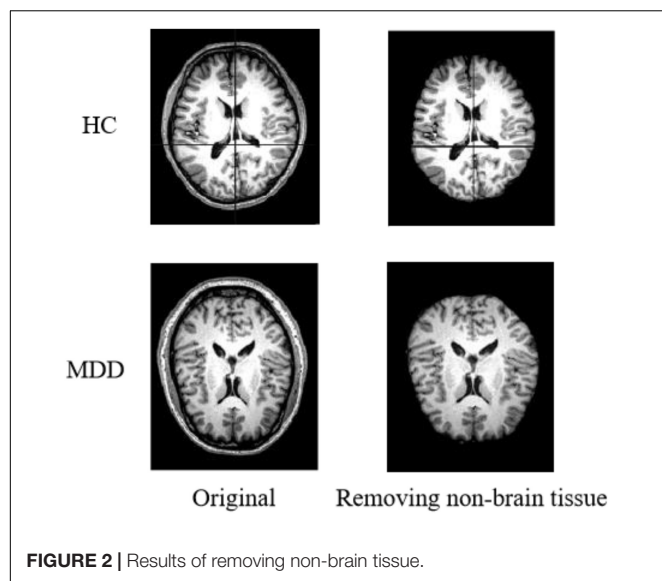 HC
MDD
Original Removing non-brain tissue
FIGURE 2 | Results of removing non-brain tissue.